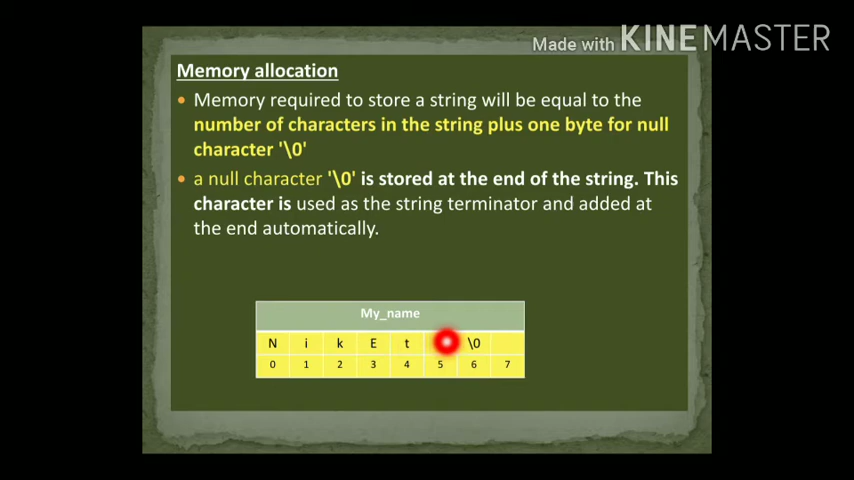 Made with KINEMASTER
Memory allocation
• Memory required to store a string will be equal to the
number of characters in the string plus one byte for null
character '\0'
• a null character '\0' is stored at the end of the string. This
character is used as the string terminator and added at
the end automatically.
My_name
N i k E t \0
0 1 2 3 4 5 6 7